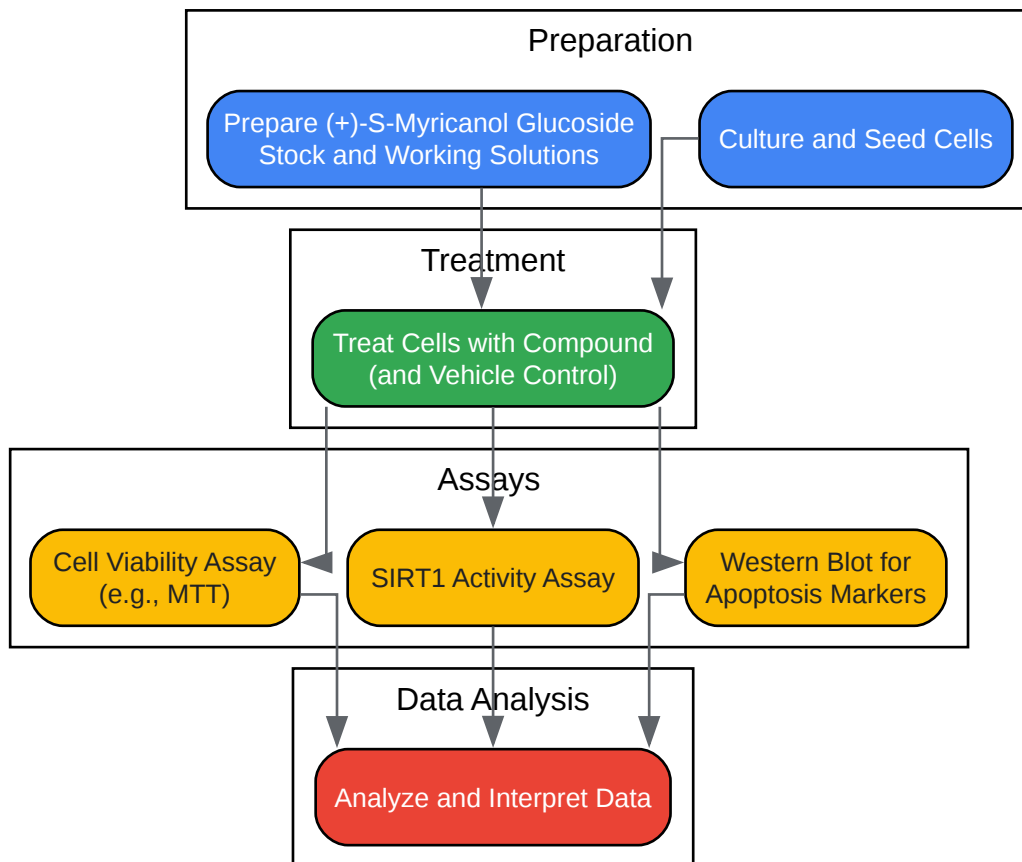 Preparation
Prepare (+)-S-Myricanol Glucoside
Stock and Working Solutions
Culture and Seed Cells
Treatment
Treat Cells with Compound
(and Vehicle Control)
Assays
Cell Viability Assay
(e.g., MTT)
SIRT1 Activity Assay
Western Blot for
Apoptosis Markers
Data Analysis
Analyze and Interpret Data